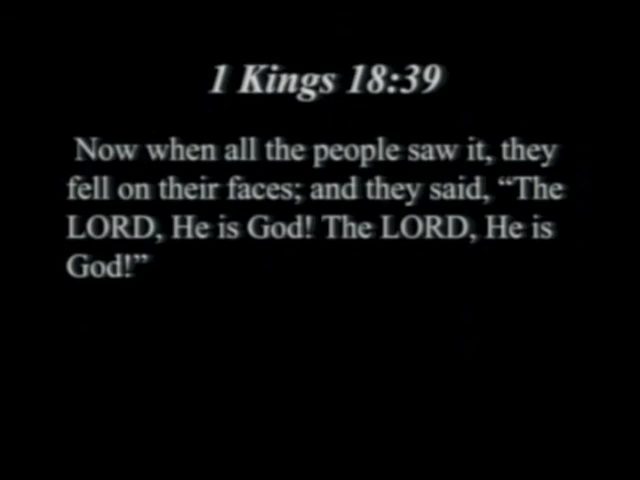 1 Kings 18:39
Now when all the people saw it, they
fell on their faces; and they said, “The
LORD, He is God! The LORD, He is
God!”